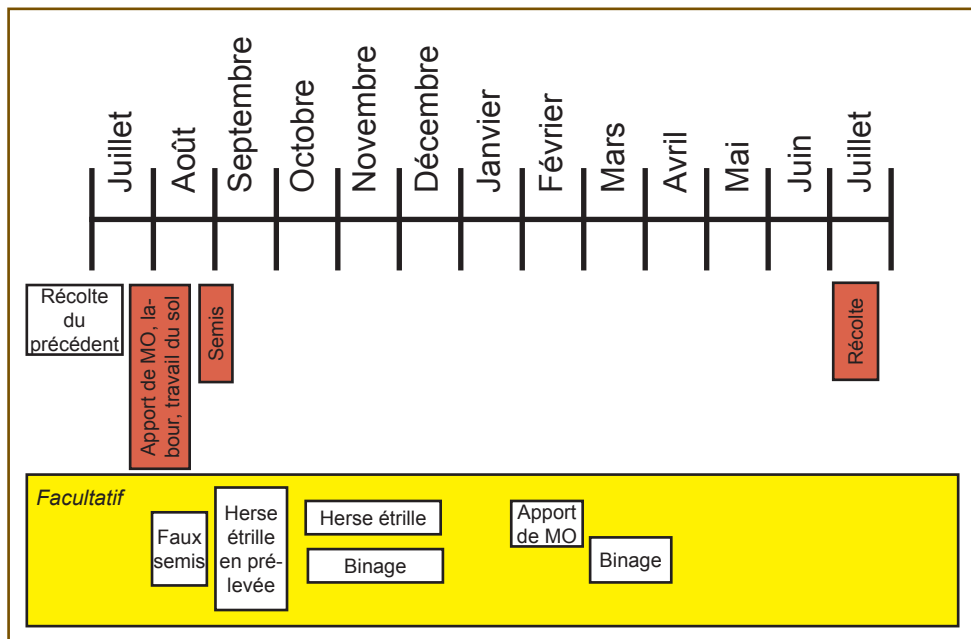 Juillet
Août
Septembre
Octobre
Novembre
Décembre
Janvier
Février
Mars
Avril
Mai
Juin
Juillet
Récolte
du
précédent
Apport de MO, la-
bour, travail du sol
Semis
Récolte
Facultatif
Faux
semis
Herse
étrille
en pré-
levée
Herse étrille
Binage
Apport
de MO
Binage